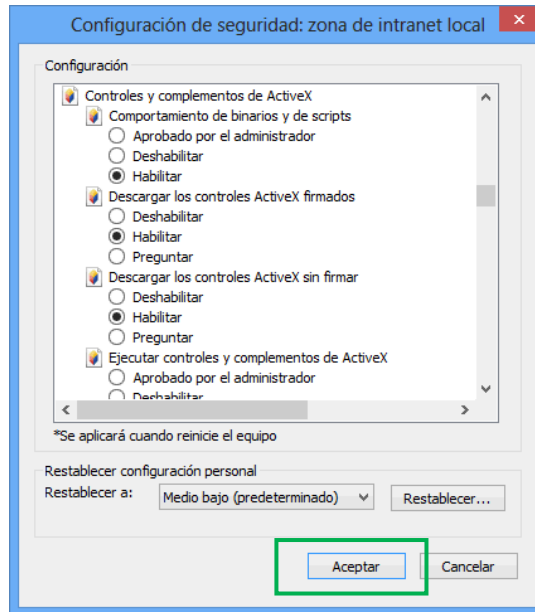 Configuración de seguridad: zona de intranet local
Configuración
Controles y complementos de ActiveX
Comportamiento de binarios y de scripts
Aprobado por el administrador
Deshabilitar
Habilitar
Descargar los controles ActiveX firmados
Deshabilitar
Habilitar
Preguntar
Descargar los controles ActiveX sin firmar
Deshabilitar
Habilitar
Preguntar
Ejecutar controles y complementos de ActiveX
Aprobado por el administrador
Deshabilitar
*Se aplicará cuando reinicie el equipo
Restablecer configuración personal
Restablecer a: Medio bajo (predeterminado) Restablecer...
Aceptar Cancelar